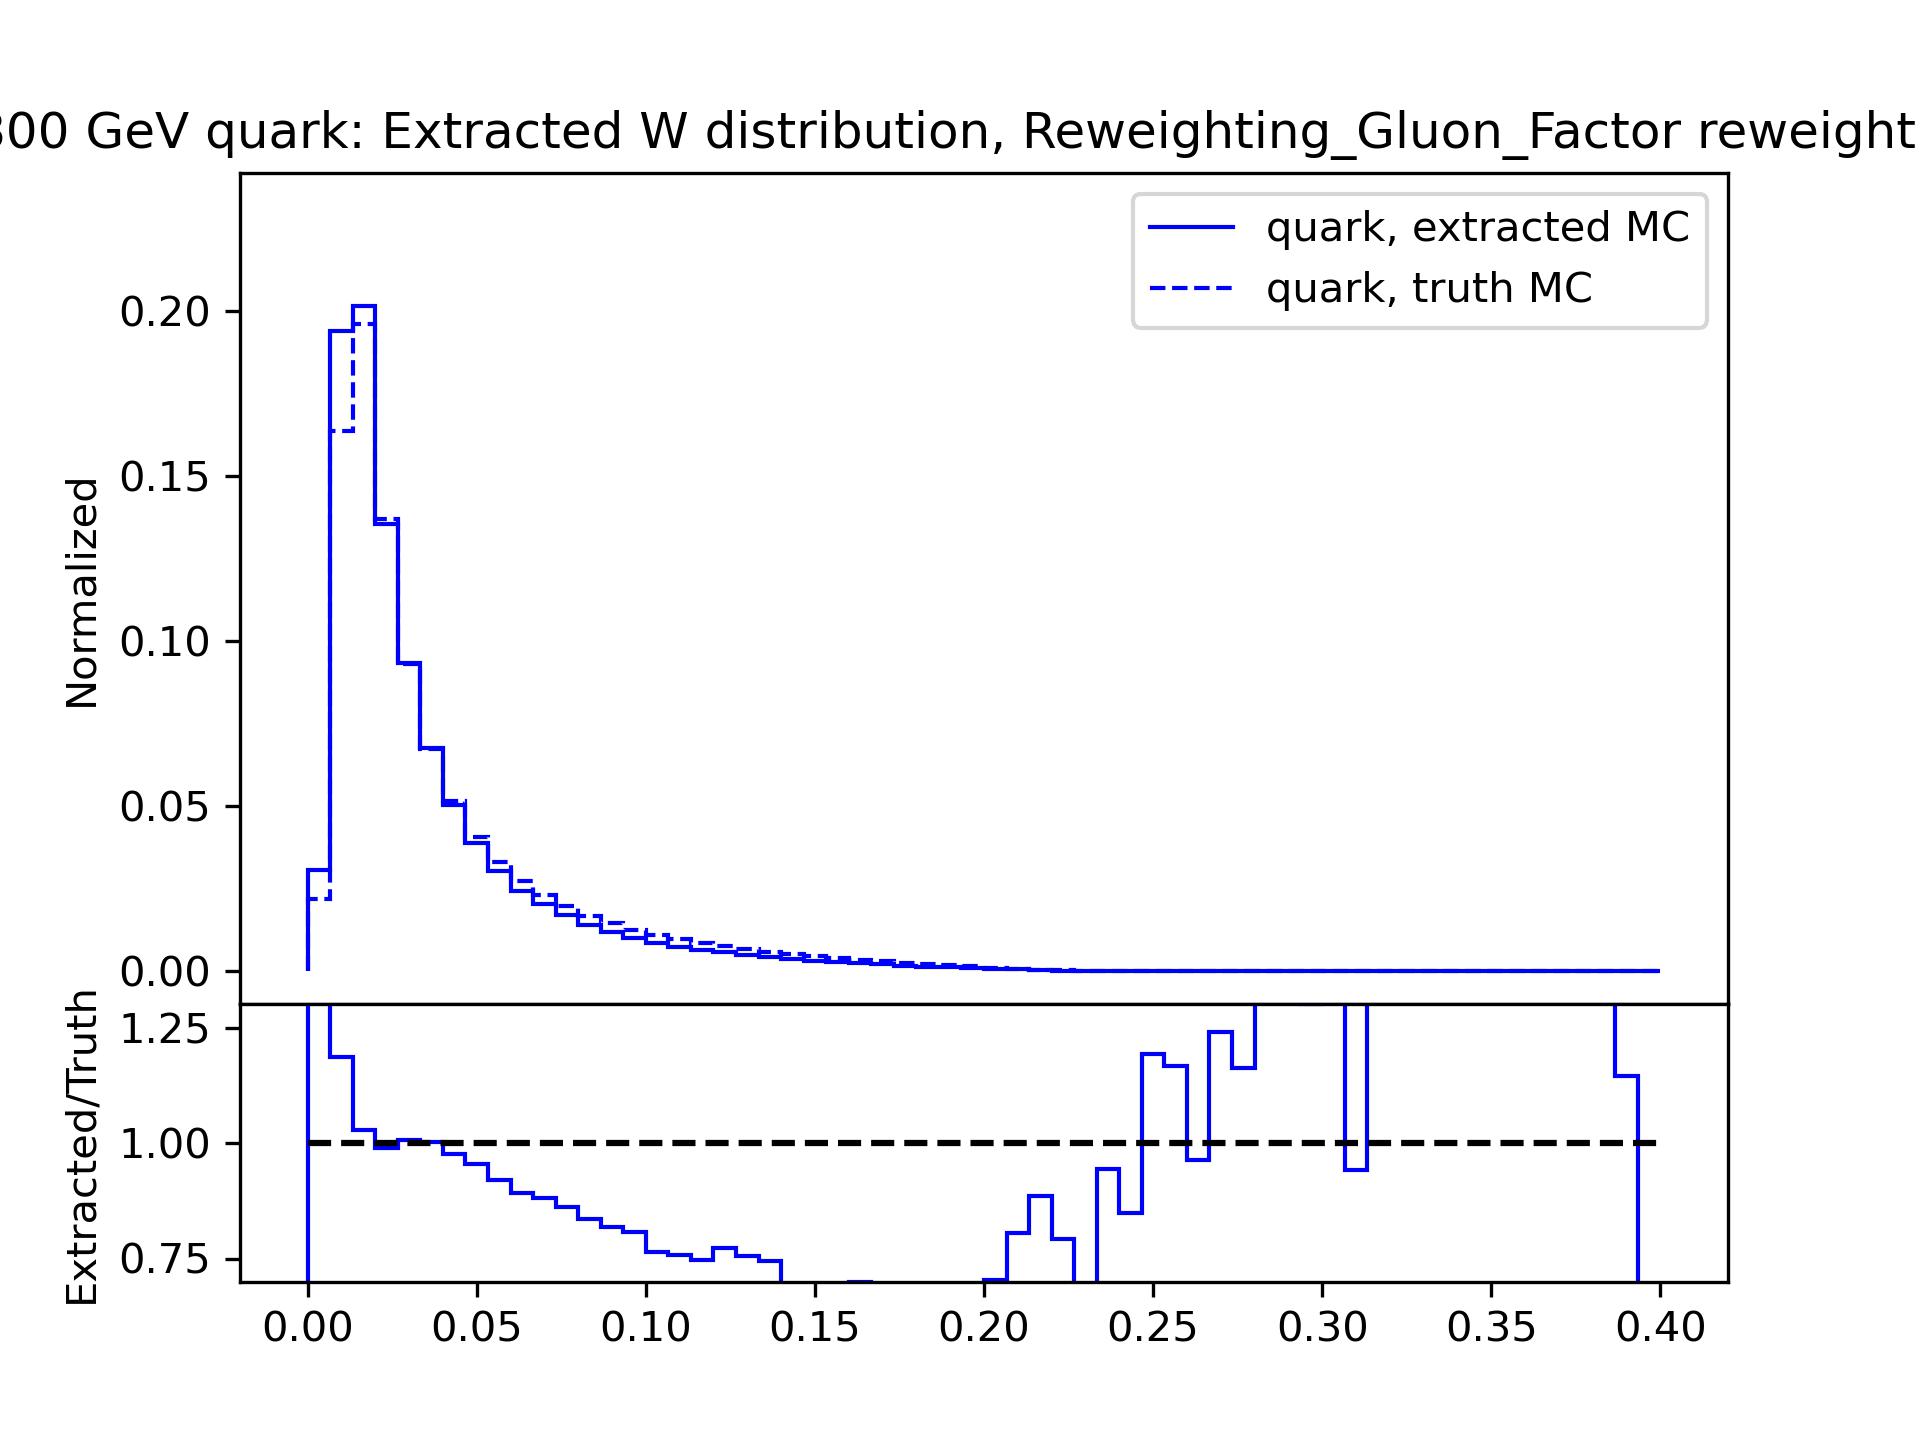 00 GeV quark: Extracted W distribution, Reweighting_Gluon_Factor reweight
quark, extracted MC
quark, truth MC
Normalized
0.20
0.15
0.10
0.05
0.00
Extracted/Truth
1.25
1.00
0.75
0.00 0.05 0.10 0.15 0.20 0.25 0.30 0.35 0.40